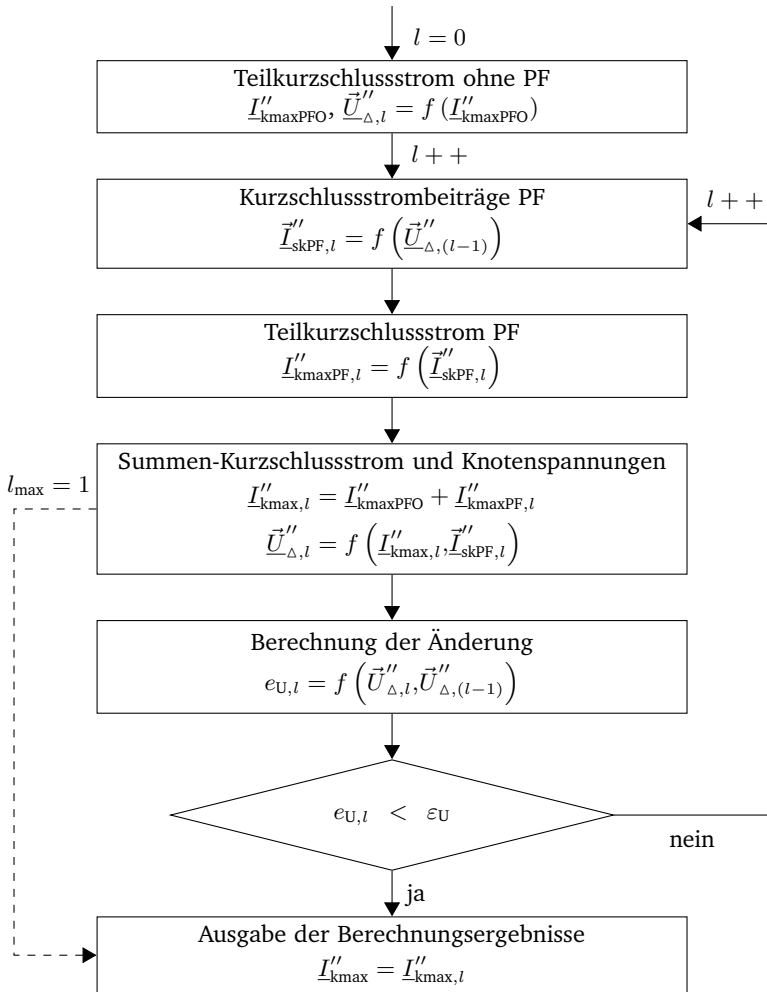 l = 0
Teilkurzschlussstrom ohne PF
I″kmaxPFO, U⃗″△,l = f (I″kmaxPFO)
l + +
Kurzschlussstrombeiträge PF
I⃗″skPF,l = f (U⃗″△,(l−1))
l + +
Teilkurzschlussstrom PF
I″kmaxPF,l = f (I⃗″skPF,l)
Summen-Kurzschlussstrom und Knotenspannungen
lmax = 1
I″kmax,l = I″kmaxPFO + I″kmaxPF,l
U⃗″△,l = f (I″kmax,l,I⃗″skPF,l)
Berechnung der Änderung
eU,l = f (U⃗″△,l,U⃗″△,(l−1))
eU,l < εU
nein
ja
Ausgabe der Berechnungsergebnisse
I″kmax = I″kmax,l